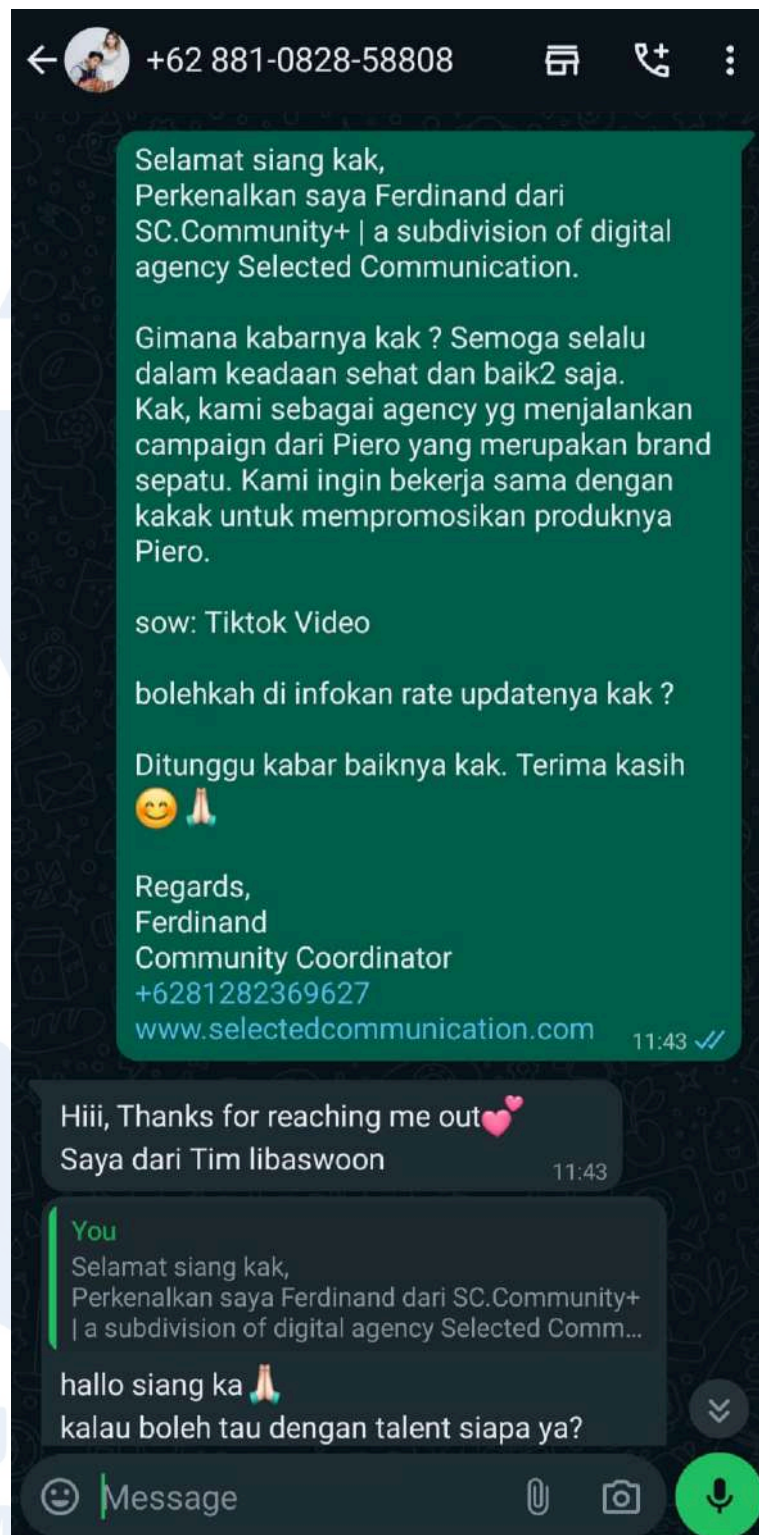 +62 881-0828-58808
Selamat siang kak,
Perkenalkan saya Ferdinand dari
SC.Community+ | a subdivision of digital
agency Selected Communication.
Gimana kabarnya kak ? Semoga selalu
dalam keadaan sehat dan baik2 saja.
Kak, kami sebagai agency yg menjalankan
campaign dari Piero yang merupakan brand
sepatu. Kami ingin bekerja sama dengan
kakak untuk mempromosikan produknya
Piero.
sow: Tiktok Video
bolehkah di infokan rate updatenya kak ?
Ditunggu kabar baiknya kak. Terima kasih
😊🙏🏻
Regards,
Ferdinand
Community Coordinator
+6281282369627
www.selectedcommunication.com 11:43
Hiii, Thanks for reaching me out💕
Saya dari Tim libaswoon 11:43
You
Selamat siang kak,
Perkenalkan saya Ferdinand dari SC.Community+
| a subdivision of digital agency Selected Comm...
hallo siang ka🙏🏻
kalau boleh tau dengan talent siapa ya?
Message